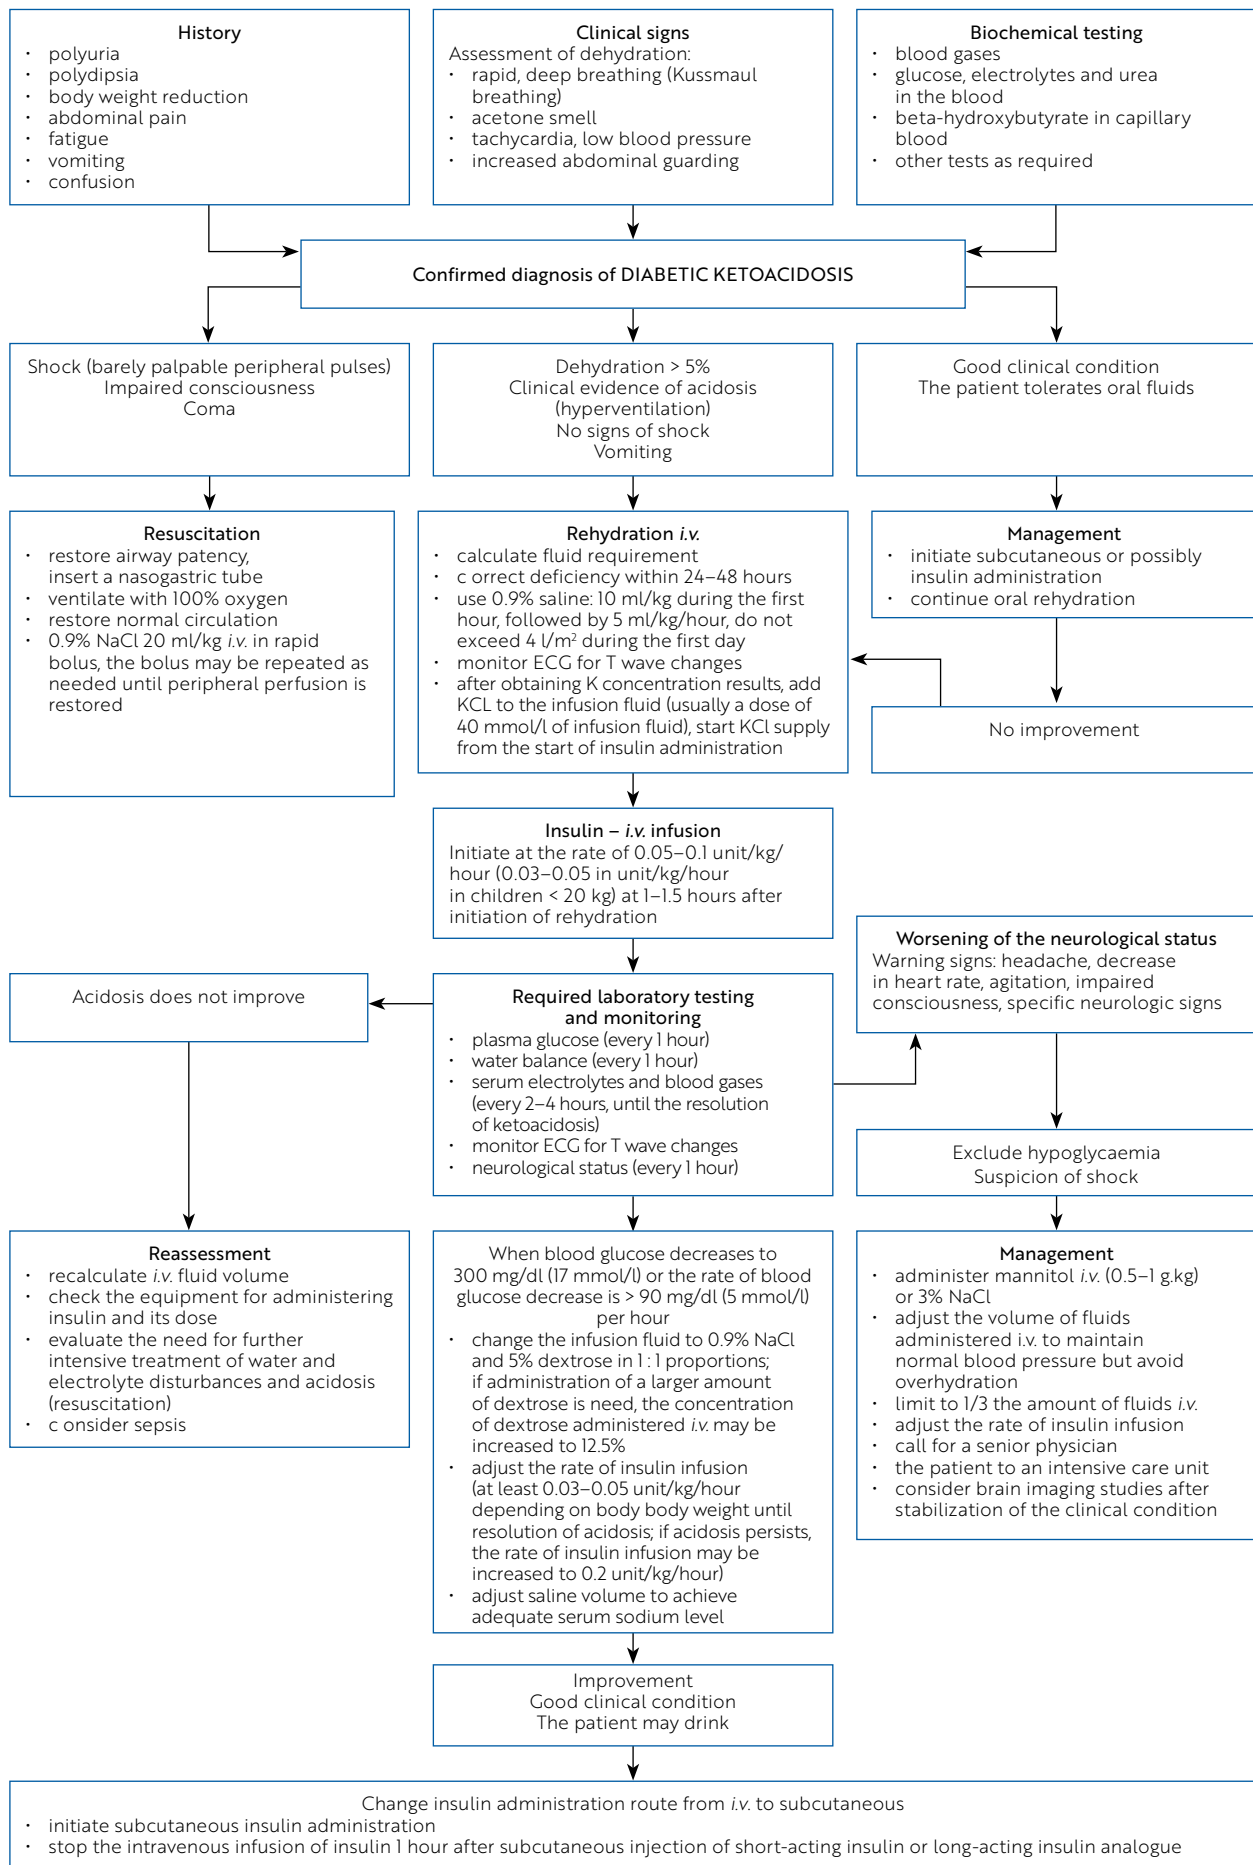 History
· polyuria
· polydipsia
· body weight reduction
· abdominal pain
· fatigue
· vomiting
· confusion
Clinical signs
Assessment of dehydration:
· rapid, deep breathing (Kussmaul
breathing)
· acetone smell
· tachycardia, low blood pressure
· increased abdominal guarding
Biochemical testing
· blood gases
· glucose, electrolytes and urea
in the blood
· beta-hydroxybutyrate in capillary
blood
· other tests as required
Confirmed diagnosis of DIABETIC KETOACIDOSIS
Shock (barely palpable peripheral pulses)
Impaired consciousness
Coma
Dehydration > 5%
Clinical evidence of acidosis
(hyperventilation)
No signs of shock
Vomiting
Good clinical condition
The patient tolerates oral fluids
Resuscitation
· restore airway patency,
insert a nasogastric tube
· ventilate with 100% oxygen
· restore normal circulation
· 0.9% NaCl 20 ml/kg i.v. in rapid
bolus, the bolus may be repeated as
needed until peripheral perfusion is
restored
Rehydration i.v.
· calculate fluid requirement
· c orrect deficiency within 24–48 hours
· use 0.9% saline: 10 ml/kg during the first
hour, followed by 5 ml/kg/hour, do not
exceed 4 l/m² during the first day
· monitor ECG for T wave changes
· after obtaining K concentration results, add
KCL to the infusion fluid (usually a dose of
40 mmol/l of infusion fluid), start KCl supply
from the start of insulin administration
Management
· initiate subcutaneous or possibly
insulin administration
· continue oral rehydration
No improvement
Insulin – i.v. infusion
Initiate at the rate of 0.05–0.1 unit/kg/
hour (0.03–0.05 in unit/kg/hour
in children < 20 kg) at 1–1.5 hours after
initiation of rehydration
Worsening of the neurological status
Warning signs: headache, decrease
in heart rate, agitation, impaired
consciousness, specific neurologic signs
Acidosis does not improve
Required laboratory testing
and monitoring
· plasma glucose (every 1 hour)
· water balance (every 1 hour)
· serum electrolytes and blood gases
(every 2–4 hours, until the resolution
of ketoacidosis)
· monitor ECG for T wave changes
· neurological status (every 1 hour)
Exclude hypoglycaemia
Suspicion of shock
Reassessment
· recalculate i.v. fluid volume
· check the equipment for administering
insulin and its dose
· evaluate the need for further
intensive treatment of water and
electrolyte disturbances and acidosis
(resuscitation)
· c onsider sepsis
When blood glucose decreases to
300 mg/dl (17 mmol/l) or the rate of blood
glucose decrease is > 90 mg/dl (5 mmol/l)
per hour
· change the infusion fluid to 0.9% NaCl
and 5% dextrose in 1 : 1 proportions;
if administration of a larger amount
of dextrose is need, the concentration
of dextrose administered i.v. may be
increased to 12.5%
· adjust the rate of insulin infusion
(at least 0.03–0.05 unit/kg/hour
depending on body body weight until
resolution of acidosis; if acidosis persists,
the rate of insulin infusion may be
increased to 0.2 unit/kg/hour)
· adjust saline volume to achieve
adequate serum sodium level
Management
· administer mannitol i.v. (0.5–1 g.kg)
or 3% NaCl
· adjust the volume of fluids
administered i.v. to maintain
normal blood pressure but avoid
overhydration
· limit to 1/3 the amount of fluids i.v.
· adjust the rate of insulin infusion
· call for a senior physician
· the patient to an intensive care unit
· consider brain imaging studies after
stabilization of the clinical condition
Improvement
Good clinical condition
The patient may drink
Change insulin administration route from i.v. to subcutaneous
· initiate subcutaneous insulin administration
· stop the intravenous infusion of insulin 1 hour after subcutaneous injection of short-acting insulin or long-acting insulin analogue